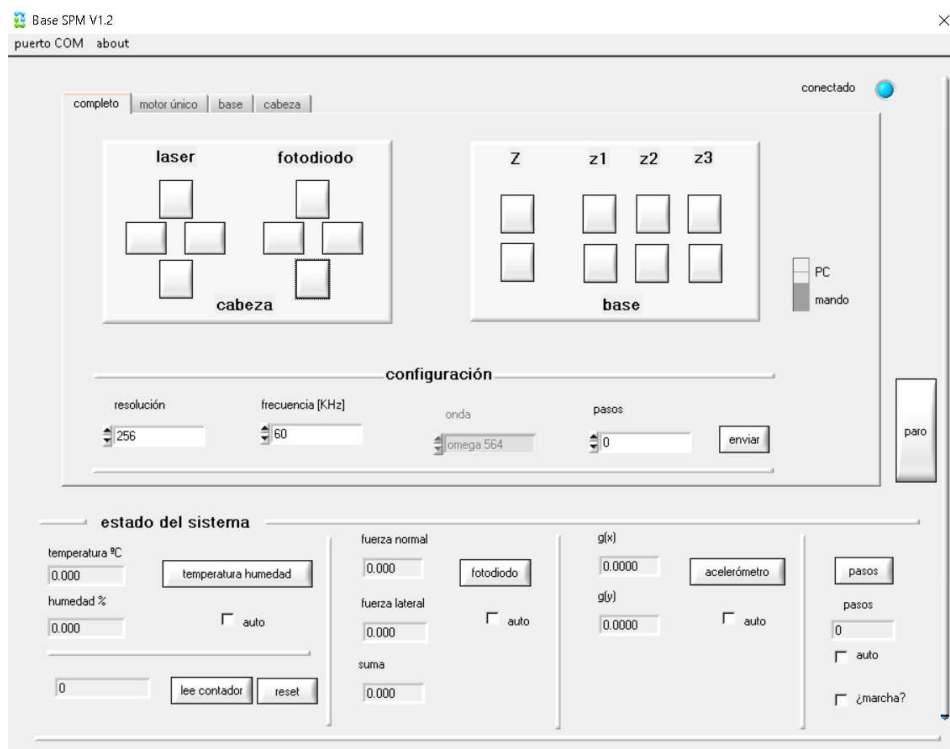 Base SPM V1.2
puerto COM about
conectado
completo motor único base cabeza
laser fotodiodo
cabeza
Z z1 z2 z3
base
PC
mando
configuración
resolución
256
frecuencia [KHz]
60
onda
omega 564
pasos
0
enviar
paro
estado del sistema
temperatura ºC
0.000
temperatura humedad
humedad %
0.000
auto
0
lee contador
reset
fuerza normal
0.000
fotodiodo
fuerza lateral
0.000
auto
suma
0.000
g(x)
0.0000
acelerómetro
g(y)
0.0000
auto
pasos
pasos
0
auto
¿marcha?